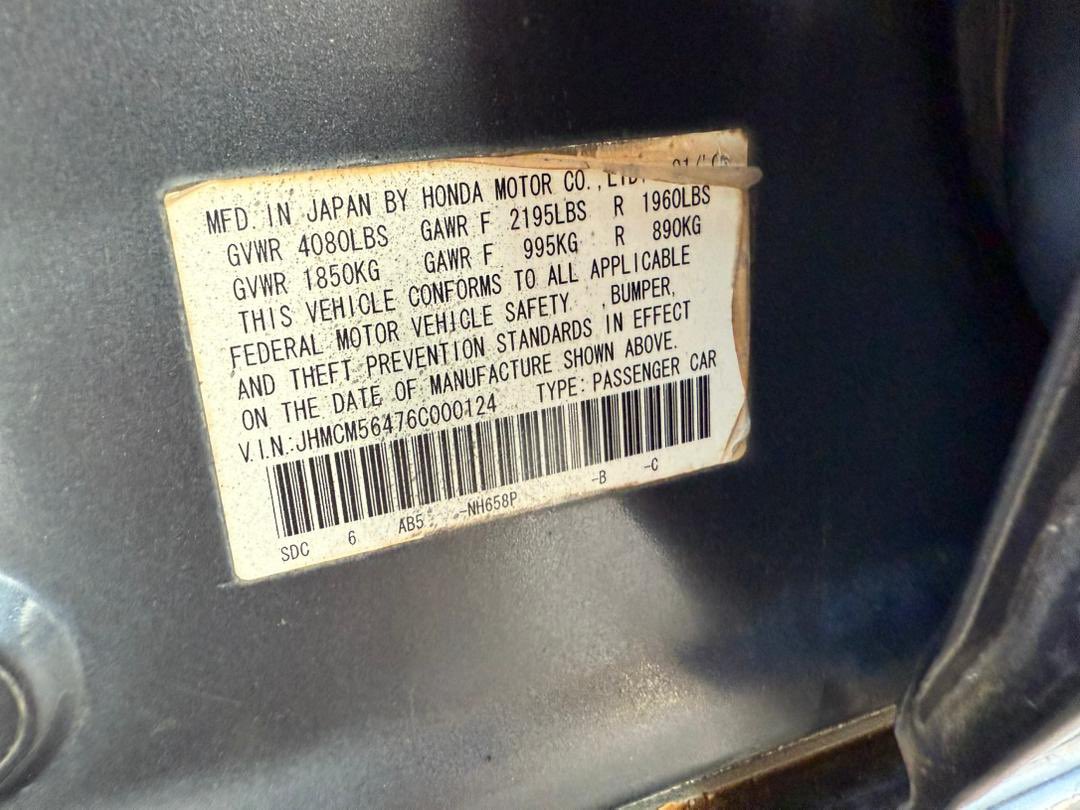 MFD. IN JAPAN BY HONDA MOTOR CO., LTD.
GVWR 4080LBS GAWR F 2195LBS R 1960LBS
GVWR 1850KG GAWR F 995KG R 890KG
THIS VEHICLE CONFORMS TO ALL APPLICABLE
FEDERAL MOTOR VEHICLE SAFETY , BUMPER,
AND THEFT PREVENTION STANDARDS IN EFFECT
ON THE DATE OF MANUFACTURE SHOWN ABOVE.
V.I.N.:JHMCM56476C000124 TYPE: PASSENGER CAR
SDC 6 AB5 -NH658P -B -C